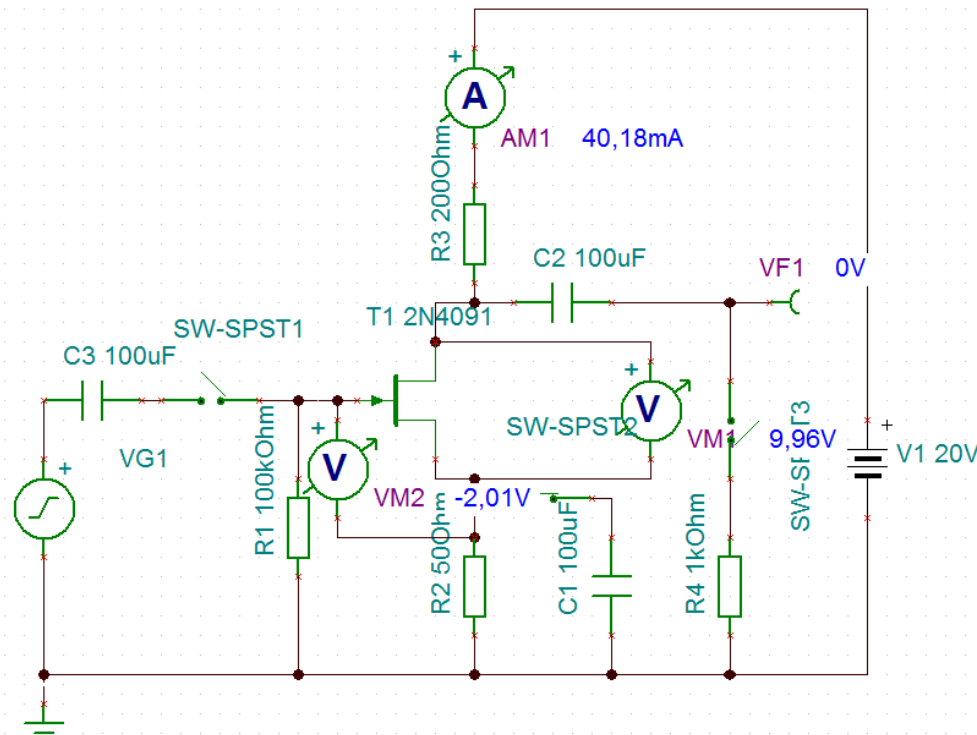 +
A
AM1 40,18mA
R3 200Ohm
C2 100uF
VF1 0V
T1 2N4091
SW-SPST1
C3 100uF
+
V
SW-SPST2
VM1 9,96V
+
V1 20V
+
VG1
+
V
VM2 -2,01V
R1 100kOhm
R2 50Ohm
C1 100uF
R4 1kOhm